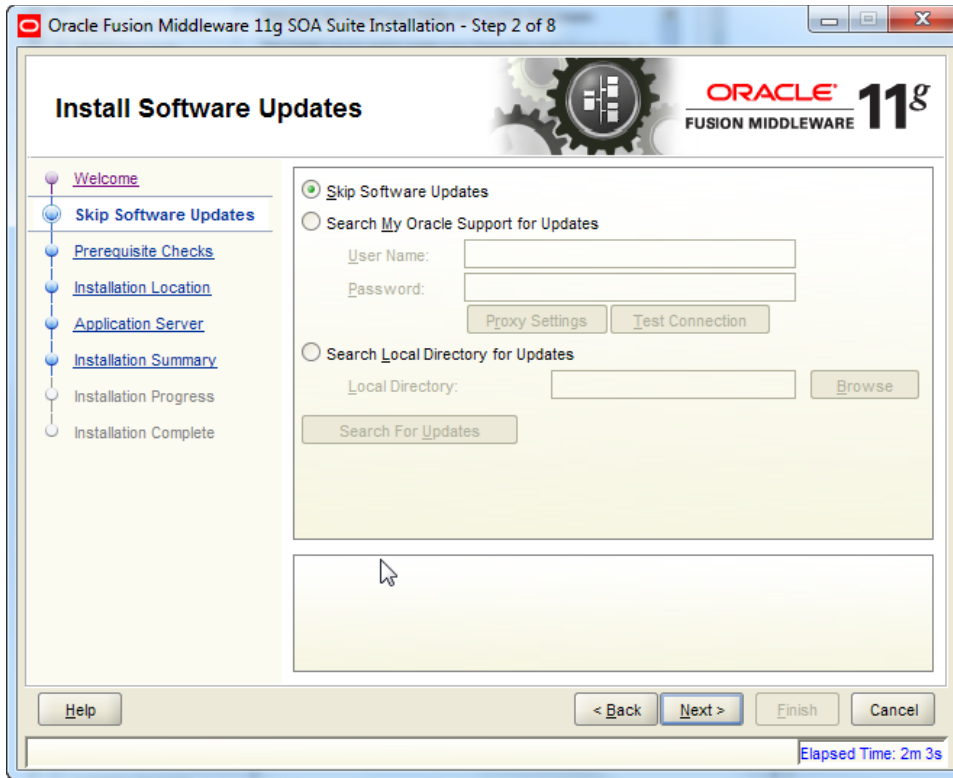 Oracle Fusion Middleware 11g SOA Suite Installation - Step 2 of 8
Install Software Updates
ORACLE
FUSION MIDDLEWARE 11g
Welcome
Skip Software Updates
Prerequisite Checks
Installation Location
Application Server
Installation Summary
Installation Progress
Installation Complete
Skip Software Updates
Search My Oracle Support for Updates
User Name:
Password:
Proxy Settings Test Connection
Search Local Directory for Updates
Local Directory: Browse
Search For Updates
Help < Back Next > Finish Cancel
Elapsed Time: 2m 3s